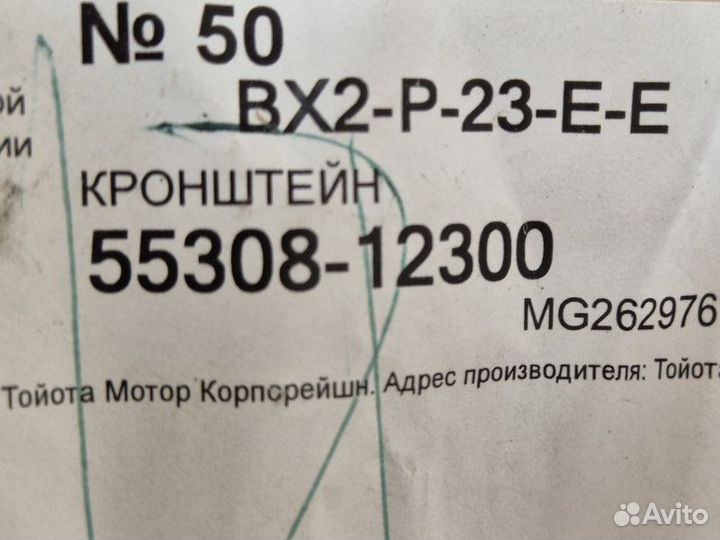 № 50
BX2-P-23-E-E
ой
ии
КРОНШТЕЙН
55308-12300
MG262976
Тойота Мотор Корпорейшн. Адрес производителя: Тойота
Avito